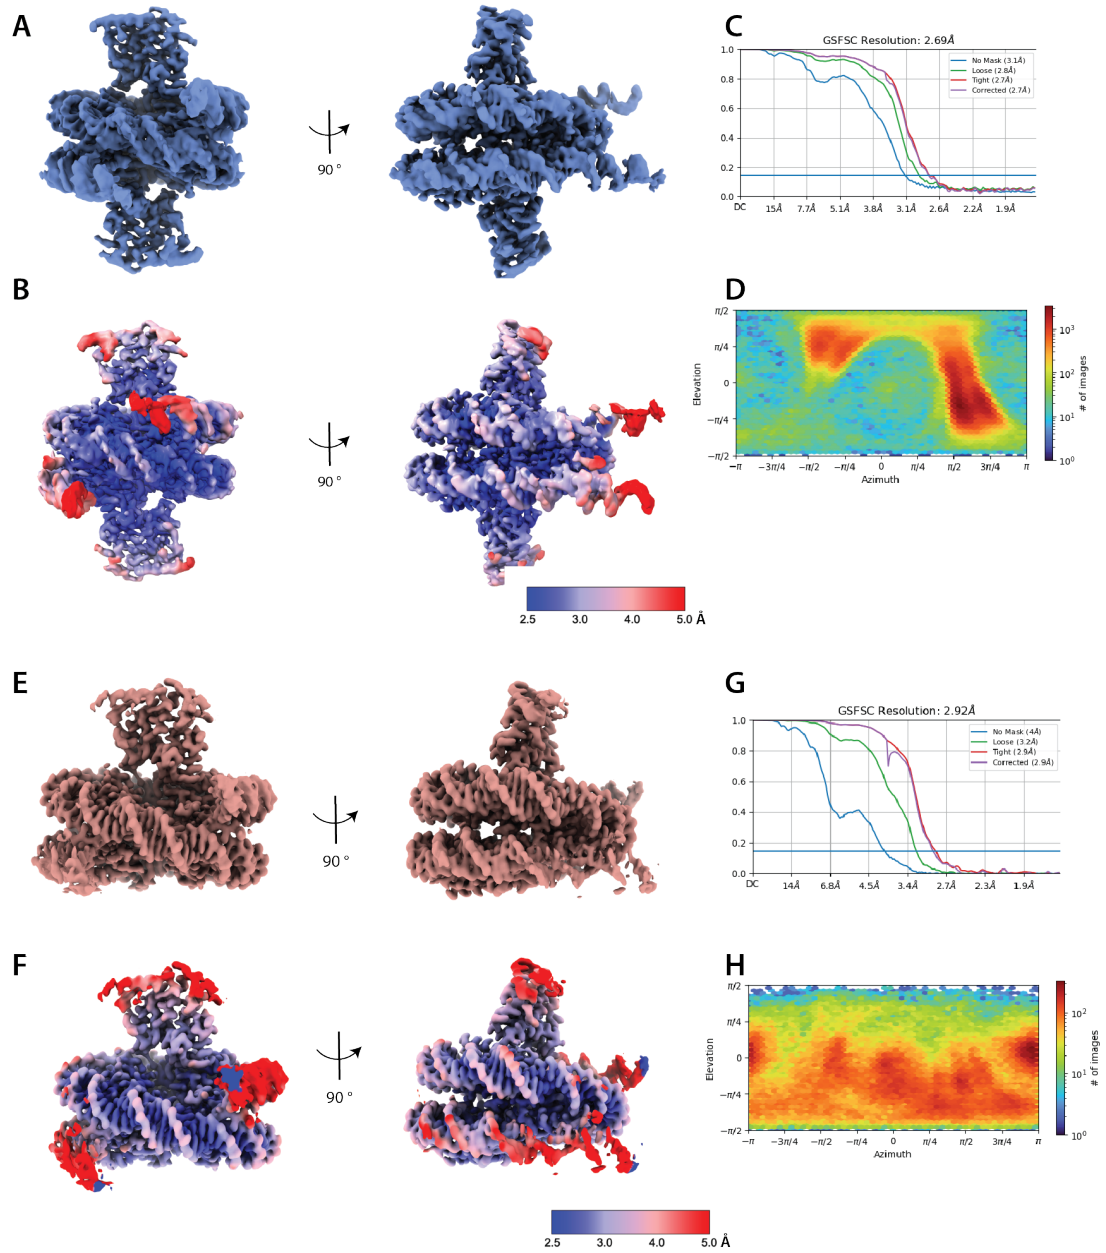 A
90 °
C
GSFSC Resolution: 2.69Å
No Mask (3.1Å)
Loose (2.8Å)
Tight (2.7Å)
Corrected (2.7Å)
1.0
0.8
0.6
0.4
0.2
0.0
DC 15Å 7.7Å 5.1Å 3.8Å 3.1Å 2.6Å 2.2Å 1.9Å
B
90 °
2.5 3.0 4.0 5.0 Å
D
π/2
π/4
0
−π/4
−π/2
Elevation
−π −3π/4 −π/2 −π/4 0 π/4 π/2 3π/4 π
Azimuth
10³
10²
10¹
10⁰
# of images
E
90 °
G
GSFSC Resolution: 2.92Å
No Mask (4Å)
Loose (3.2Å)
Tight (2.9Å)
Corrected (2.9Å)
1.0
0.8
0.6
0.4
0.2
0.0
DC 14Å 6.8Å 4.5Å 3.4Å 2.7Å 2.3Å 1.9Å
F
90 °
2.5 3.0 4.0 5.0 Å
H
π/2
π/4
0
−π/4
−π/2
Elevation
−π −3π/4 −π/2 −π/4 0 π/4 π/2 3π/4 π
Azimuth
10²
10¹
10⁰
# of images